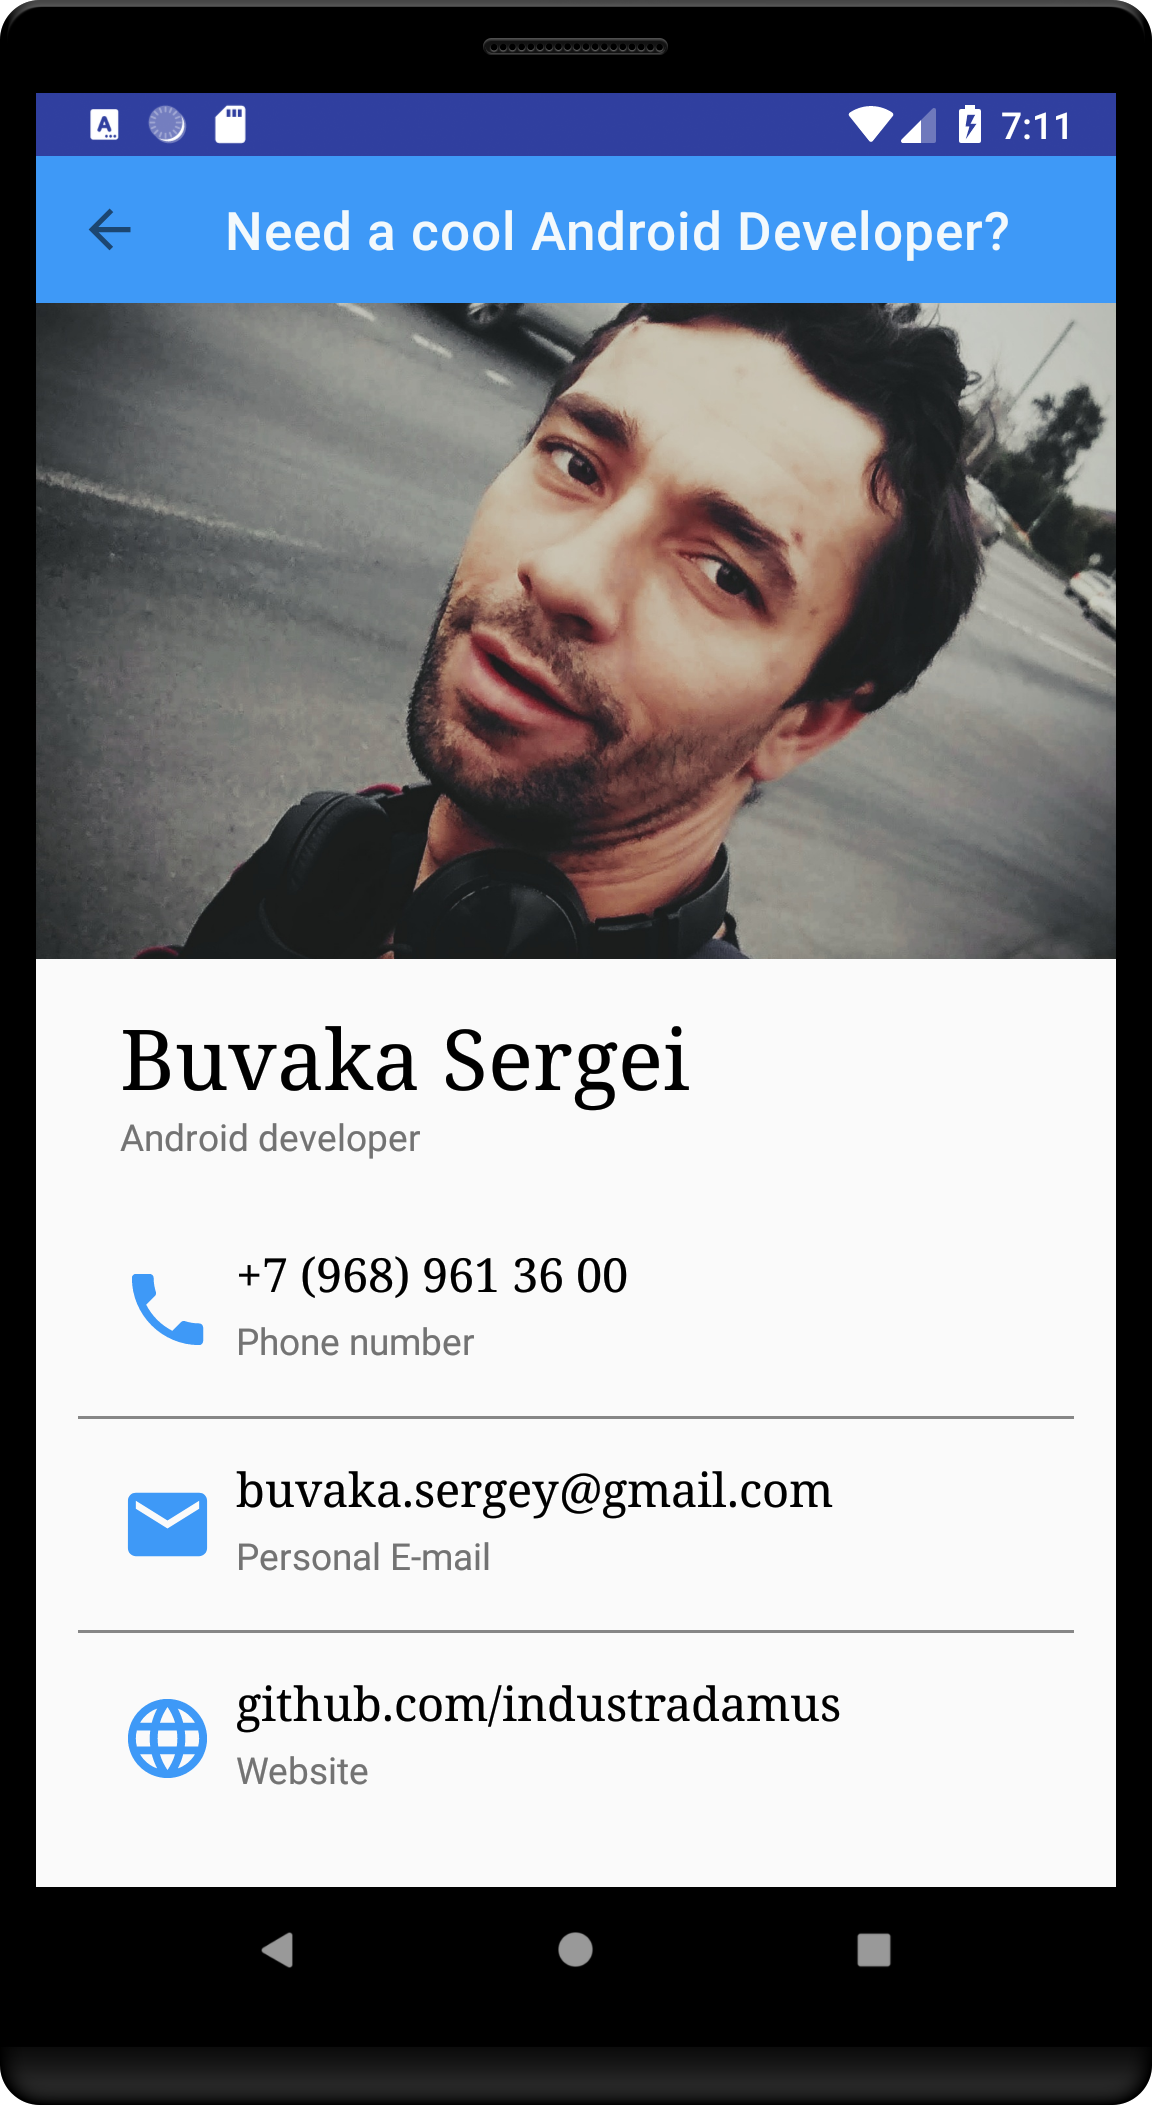 7:11
Need a cool Android Developer?
Buvaka Sergei
Android developer
+7 (968) 961 36 00
Phone number
buvaka.sergey@gmail.com
Personal E-mail
github.com/industradamus
Website